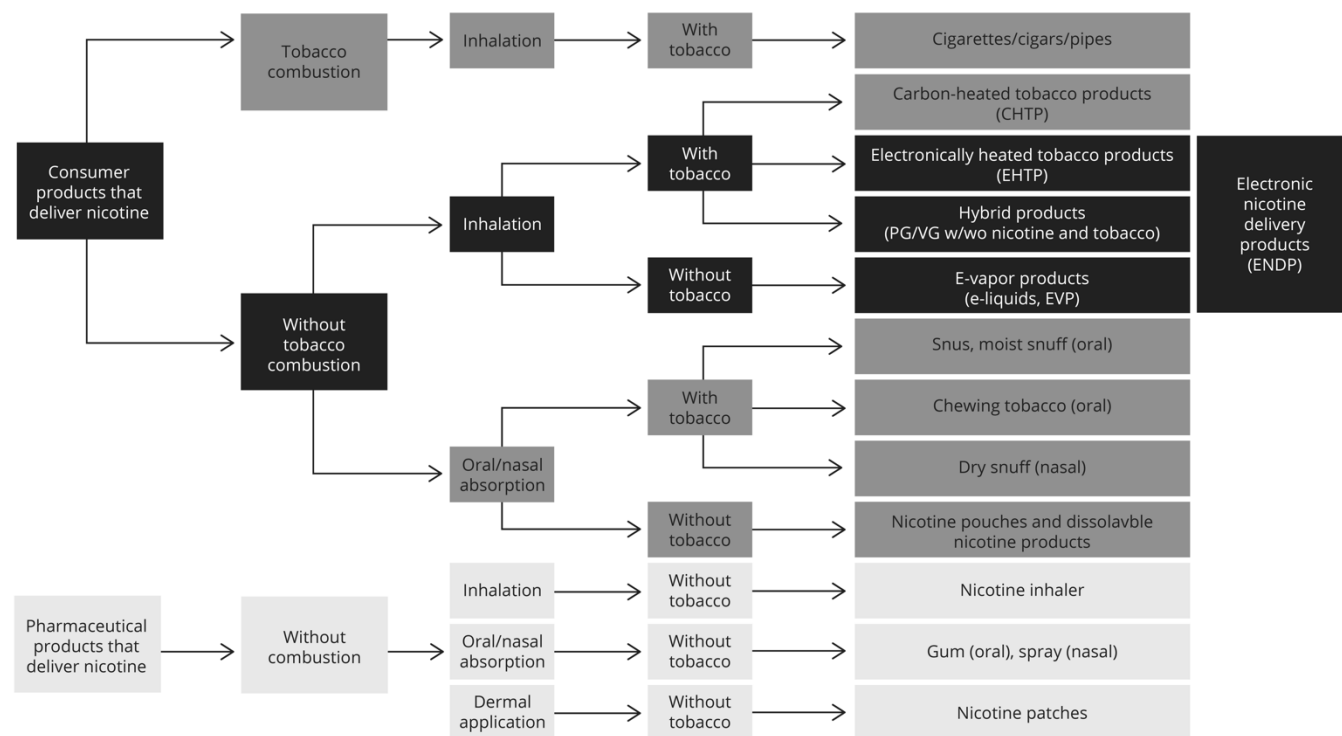 Tobacco
combustion
Inhalation
With
tobacco
Cigarettes/cigars/pipes
Carbon-heated tobacco products
(CHTP)
Consumer
products that
deliver nicotine
Inhalation
With
tobacco
Electronically heated tobacco products
(EHTP)
Hybrid products
(PG/VG w/wo nicotine and tobacco)
Electronic
nicotine
delivery
products
(ENDP)
Without
tobacco
E-vapor products
(e-liquids, EVP)
Without
tobacco
combustion
Oral/nasal
absorption
With
tobacco
Snus, moist snuff (oral)
Chewing tobacco (oral)
Dry snuff (nasal)
Without
tobacco
Nicotine pouches and dissolavble
nicotine products
Pharmaceutical
products that
deliver nicotine
Without
combustion
Inhalation
Without
tobacco
Nicotine inhaler
Oral/nasal
absorption
Without
tobacco
Gum (oral), spray (nasal)
Dermal
application
Without
tobacco
Nicotine patches